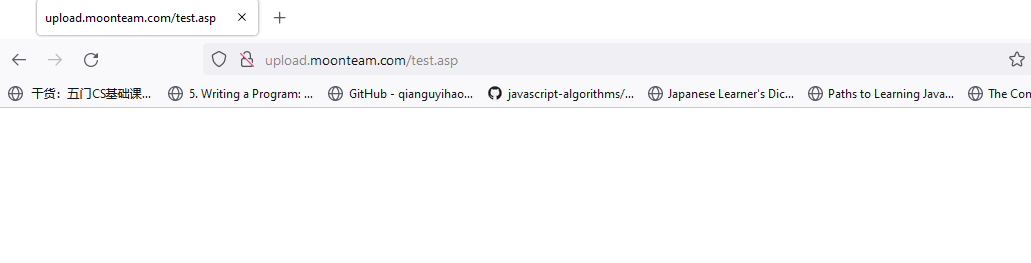 upload.moonteam.com/test.asp
upload.moonteam.com/test.asp
干货：五门CS基础课... 5. Writing a Program: ... GitHub - qianguyihao... javascript-algorithms/... Japanese Learner's Dic... Paths to Learning Java... The Con